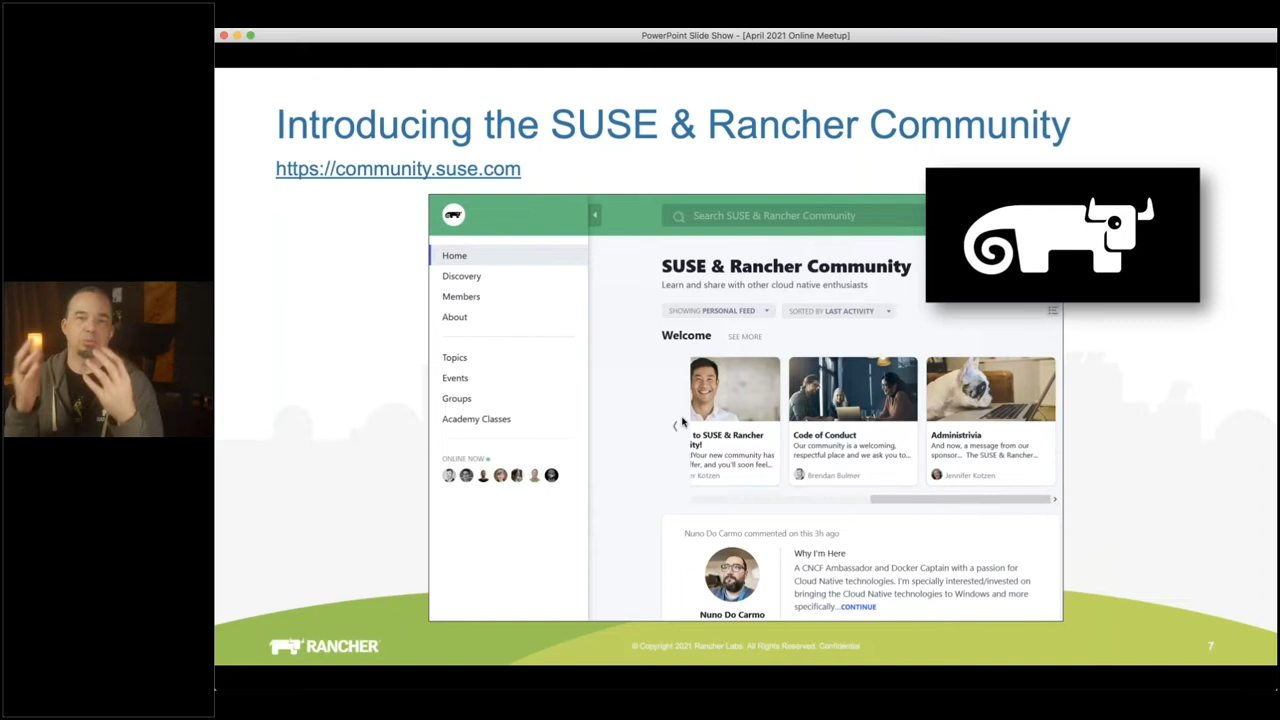 PowerPoint Slide Show - [April 2021 Online Meetup]
Introducing the SUSE & Rancher Community
https://community.suse.com
Search SUSE & Rancher Community
Home
Discovery
Members
About
Topics
Events
Groups
Academy Classes
ONLINE NOW
SUSE & Rancher Community
Learn and share with other cloud native enthusiasts
SHOWING PERSONAL FEED
SORTED BY LAST ACTIVITY
Welcome SEE MORE
to SUSE & Rancher
ity!
Your new community has
ffer, and you'll soon feel...
er Kotzen
Code of Conduct
Our community is a welcoming,
respectful place and we ask you to...
Brendan Bulmer
Administrivia
And now, a message from our
sponsor... The SUSE & Rancher...
Jennifer Kotzen
Nuno Do Carmo commented on this 3h ago
Nuno Do Carmo
Why I'm Here
A CNCF Ambassador and Docker Captain with a passion for
Cloud Native technologies. I'm specially interested/invested on
bringing the Cloud Native technologies to Windows and more
specifically...CONTINUE
RANCHER
© Copyright 2021 Rancher Labs. All Rights Reserved. Confidential
7